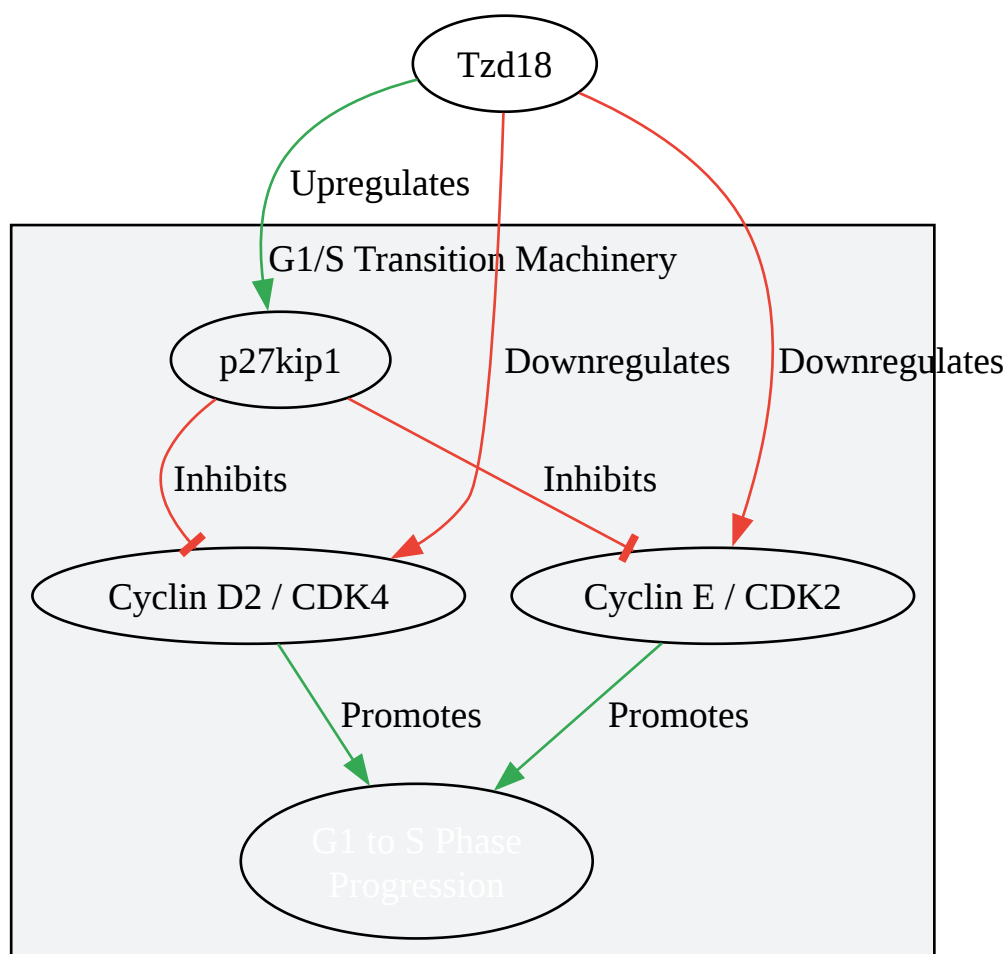 Tzd18
Upregulates
G1/S Transition Machinery
p27kip1
Downregulates
Downregulates
Inhibits
Inhibits
Cyclin D2 / CDK4
Cyclin E / CDK2
Promotes
Promotes
G1 to S Phase
Progression